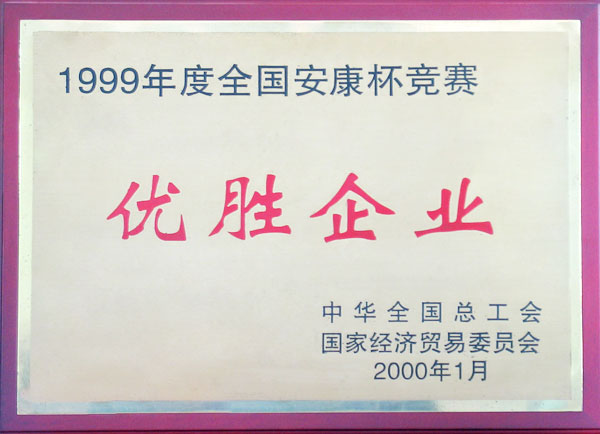 1999年度全国安康杯竞赛
优胜企业
中华全国总工会
国家经济贸易委员会
2000年1月